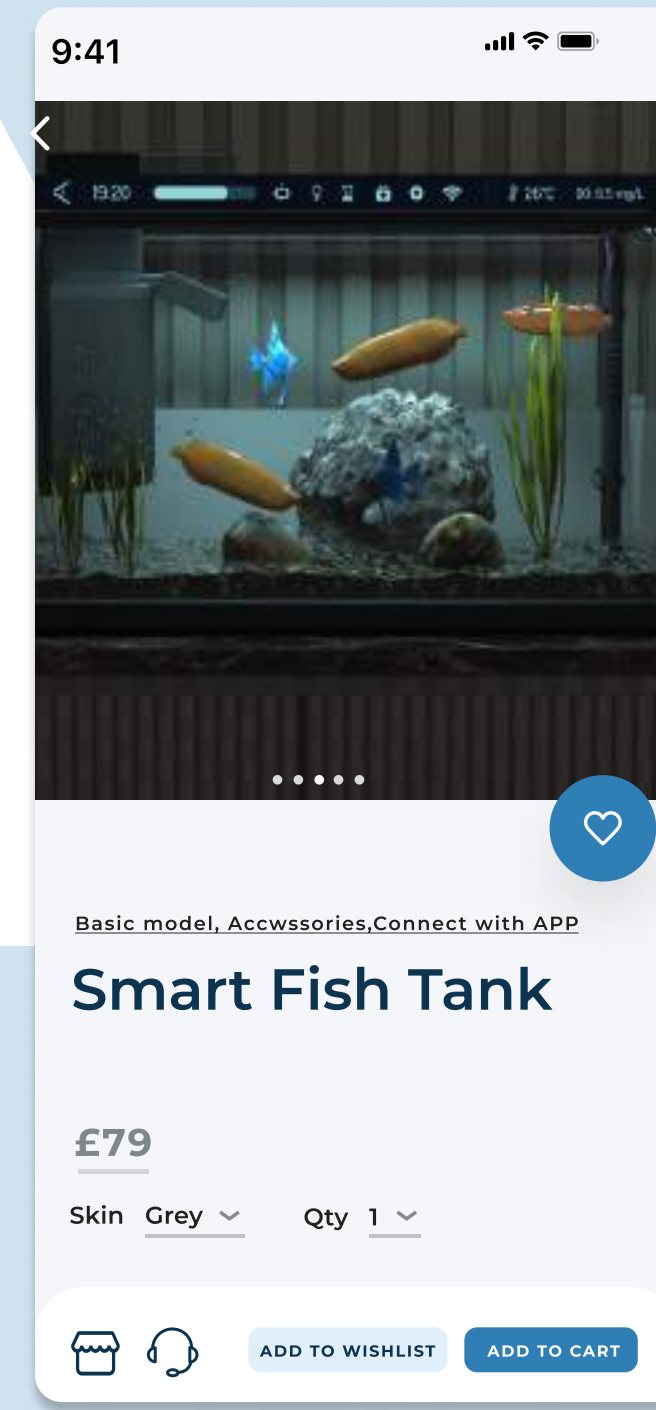 9:41
19:20
26°C
Basic model, Accwssories,Connect with APP
Smart Fish Tank
£79
Skin Grey Qty 1
ADD TO WISHLIST ADD TO CART